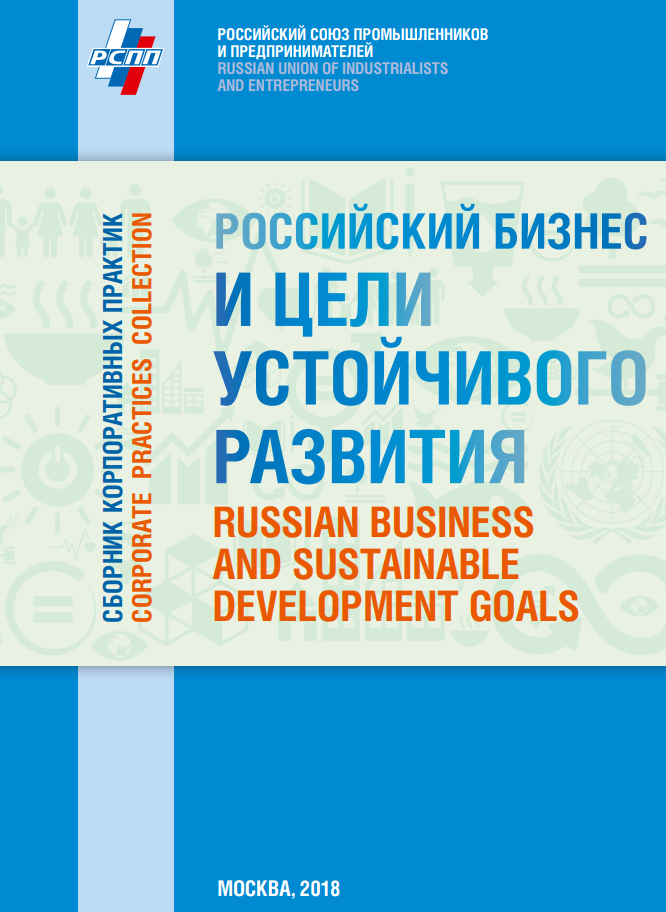 РСПП
РОССИЙСКИЙ СОЮЗ ПРОМЫШЛЕННИКОВ
И ПРЕДПРИНИМАТЕЛЕЙ
RUSSIAN UNION OF INDUSTRIALISTS
AND ENTREPRENEURS
СБОРНИК КОРПОРАТИВНЫХ ПРАКТИК
CORPORATE PRACTICES COLLECTION
РОССИЙСКИЙ БИЗНЕС
И ЦЕЛИ
УСТОЙЧИВОГО
РАЗВИТИЯ
RUSSIAN BUSINESS
AND SUSTAINABLE
DEVELOPMENT GOALS
МОСКВА, 2018